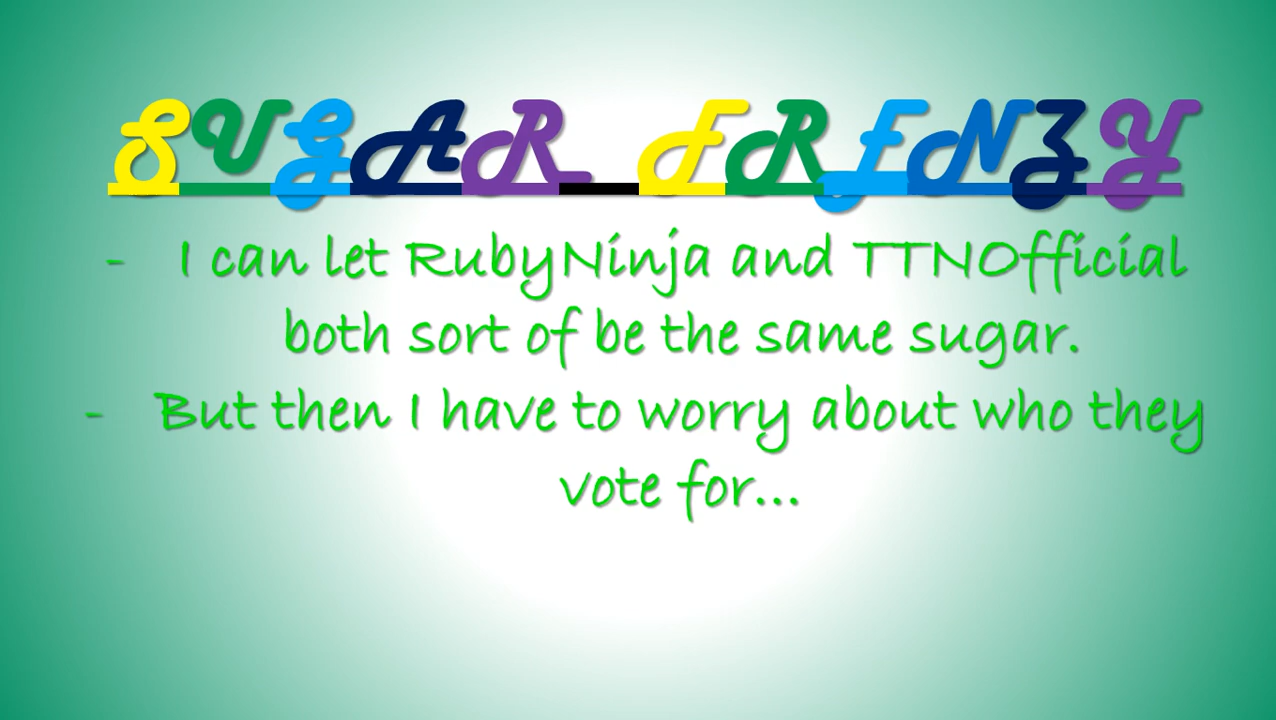 SUGAR FRENZY
- I can let RubyNinja and TTNOfficial
both sort of be the same sugar.
- But then I have to worry about who they
vote for...